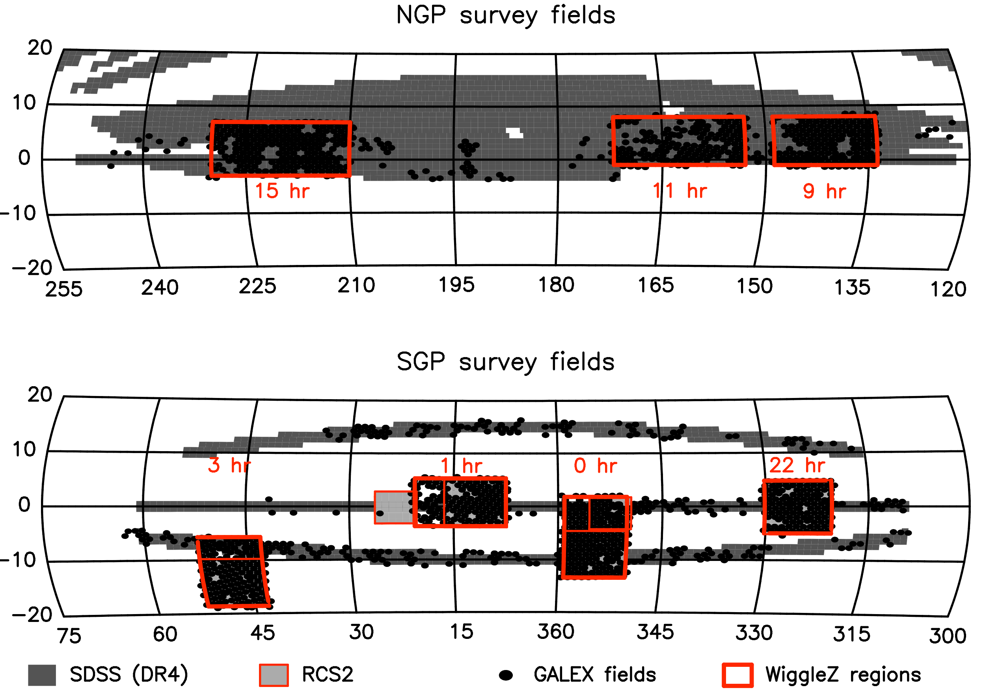 NGP survey fields
20
10
0
−10
−20
15 hr
11 hr
9 hr
255 240 225 210 195 180 165 150 135 120
SGP survey fields
20
10
0
−10
−20
3 hr
1 hr
0 hr
22 hr
75 60 45 30 15 360 345 330 315 300
SDSS (DR4) RCS2 GALEX fields WiggleZ regions